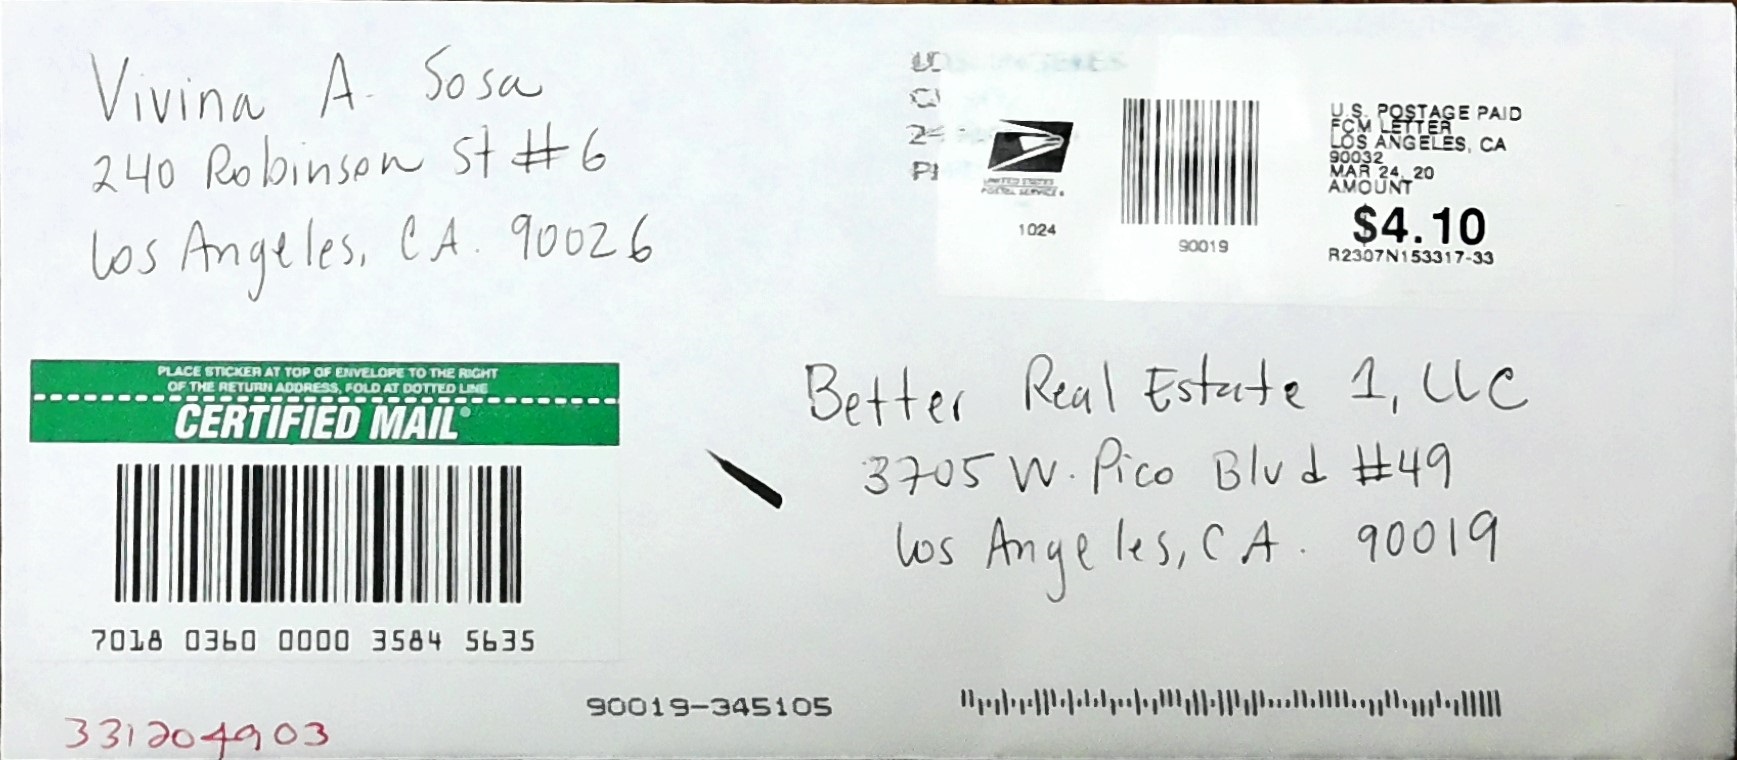 Vivina A. Sosa
240 Robinson St #6
Los Angeles, CA. 90026
UNITED STATES
POSTAL SERVICE®
1024
90019
U.S. POSTAGE PAID
FCM LETTER
LOS ANGELES, CA
90032
MAR 24, 20
AMOUNT
$4.10
R2307N153317-33
PLACE STICKER AT TOP OF ENVELOPE TO THE RIGHT
OF THE RETURN ADDRESS, FOLD AT DOTTED LINE
CERTIFIED MAIL®
7018 0360 0000 3584 5635
Better Real Estate 1, LLC
3705 W. Pico Blvd #49
Los Angeles, CA. 90019
90019-345105
331204903